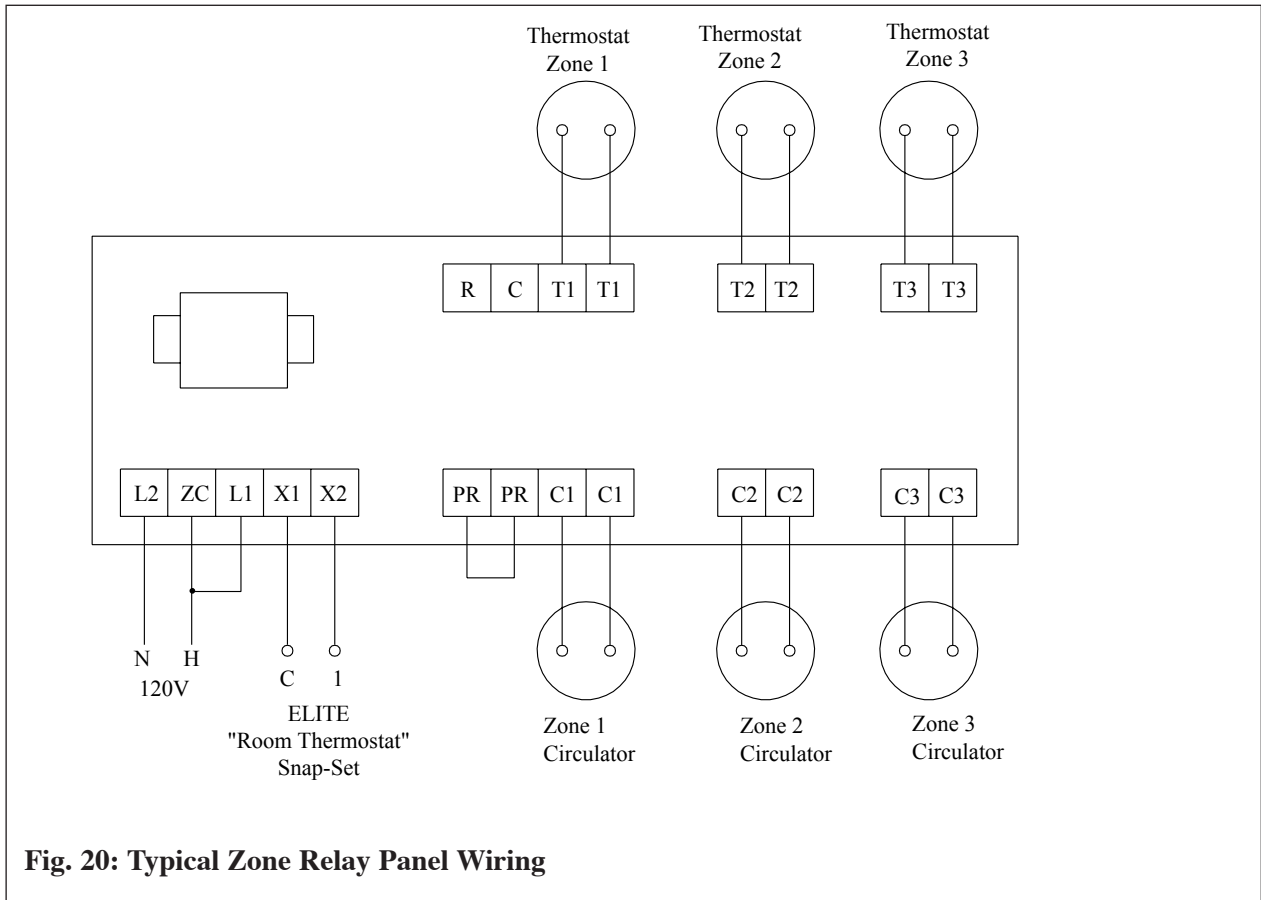 Thermostat
Zone 1
Thermostat
Zone 2
Thermostat
Zone 3
R C T1 T1 T2 T2 T3 T3
L2 ZC L1 X1 X2 PR PR C1 C1 C2 C2 C3 C3
N H
120V
C 1
ELITE
"Room Thermostat"
Snap-Set
Zone 1
Circulator
Zone 2
Circulator
Zone 3
Circulator
Fig. 20: Typical Zone Relay Panel Wiring